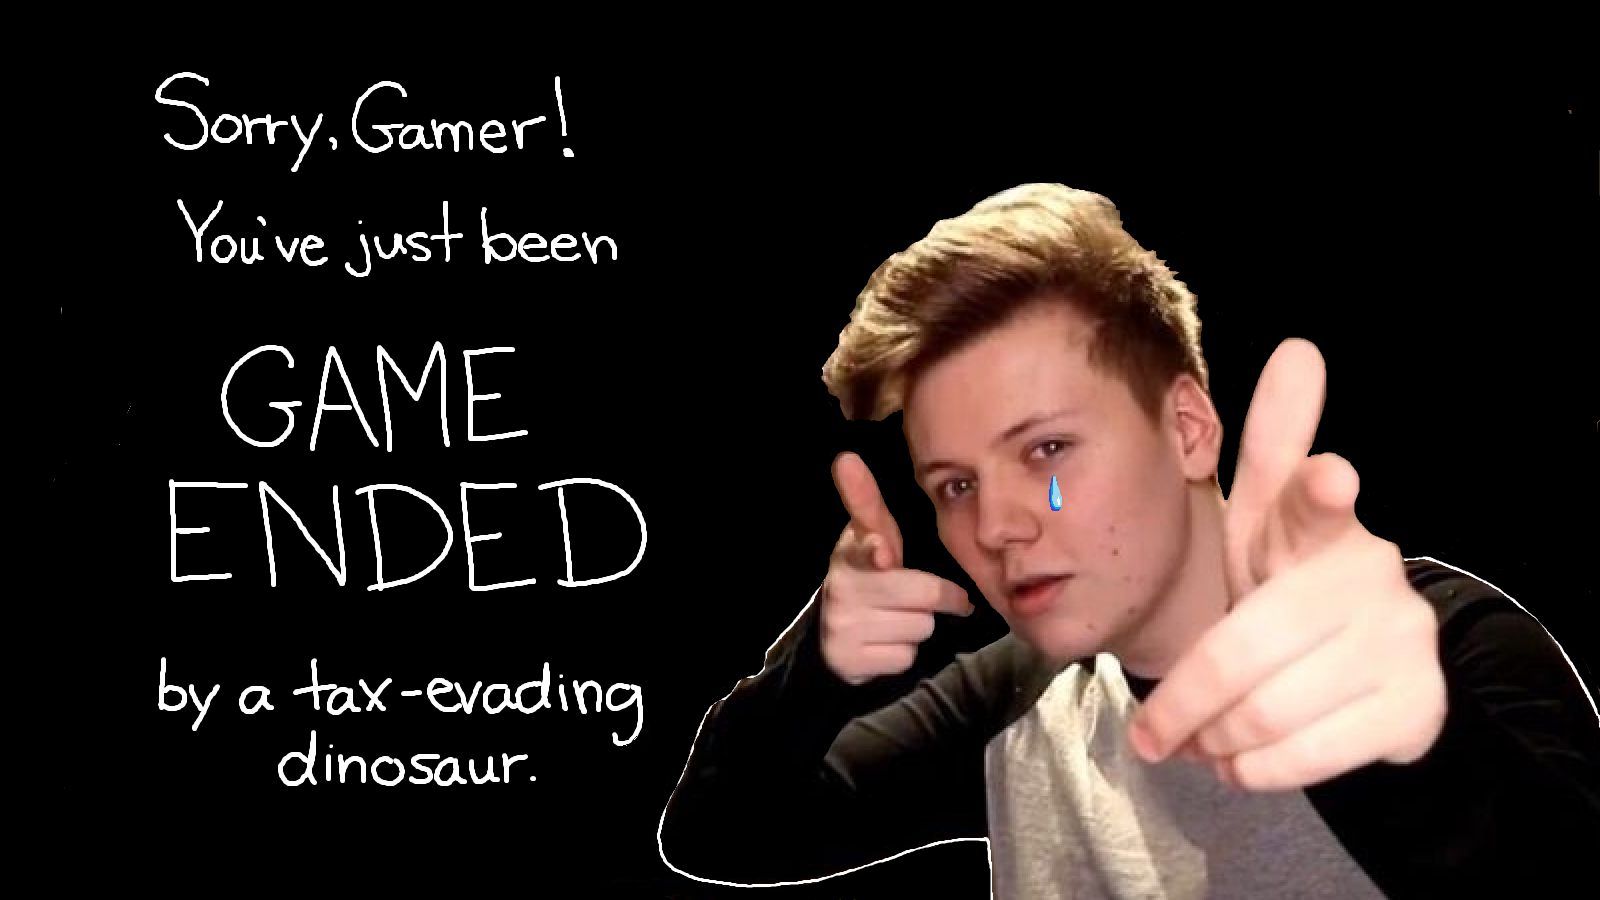 Sorry, Gamer!
You've just been
GAME
ENDED
by a tax-evading
dinosaur.